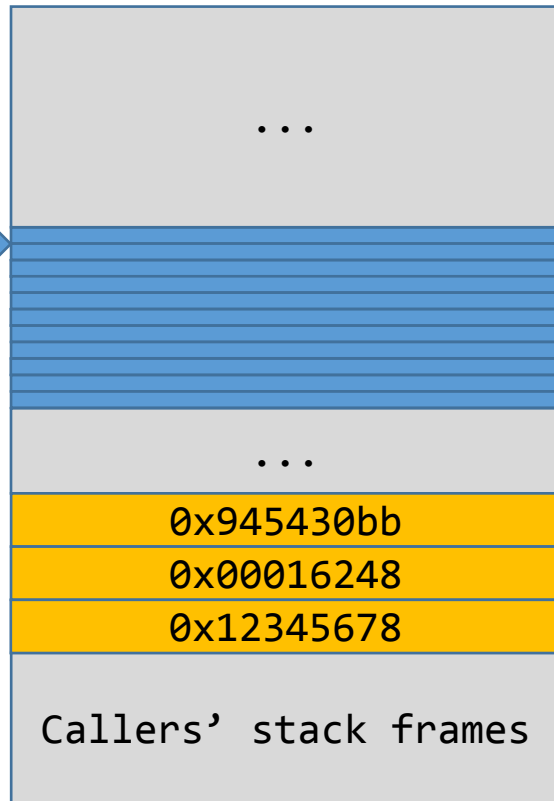 ...
...
0x945430bb
0x00016248
0x12345678
Callers’ stack frames